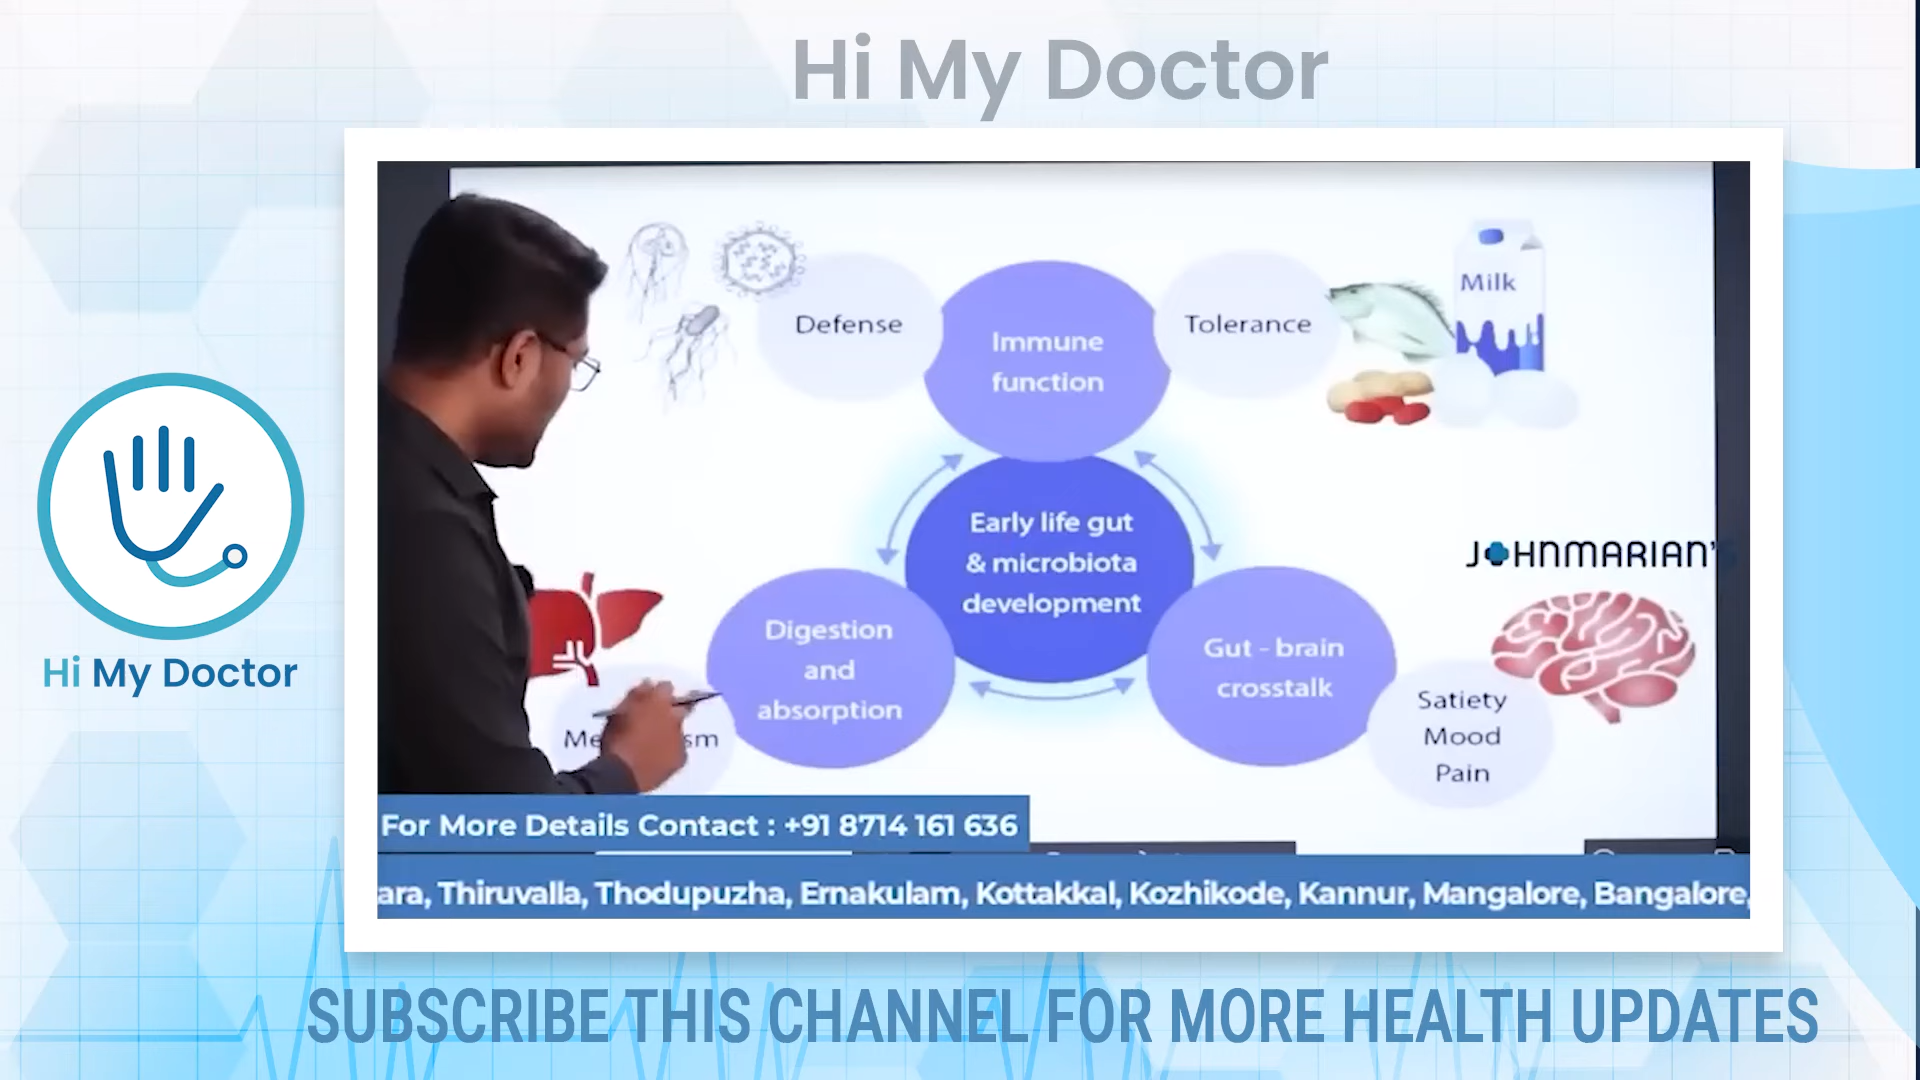 Hi My Doctor
Milk
Defense
Immune
function
Tolerance
Early life gut
& microbiota
development
JOHNMARIAN'S
Digestion
and
absorption
Gut - brain
crosstalk
Satiety
Mood
Pain
Hi My Doctor
For More Details Contact : +91 8714 161 636
ara, Thiruvalla, Thodupuzha, Ernakulam, Kottakkal, Kozhikode, Kannur, Mangalore, Bangalore,
SUBSCRIBE THIS CHANNEL FOR MORE HEALTH UPDATES